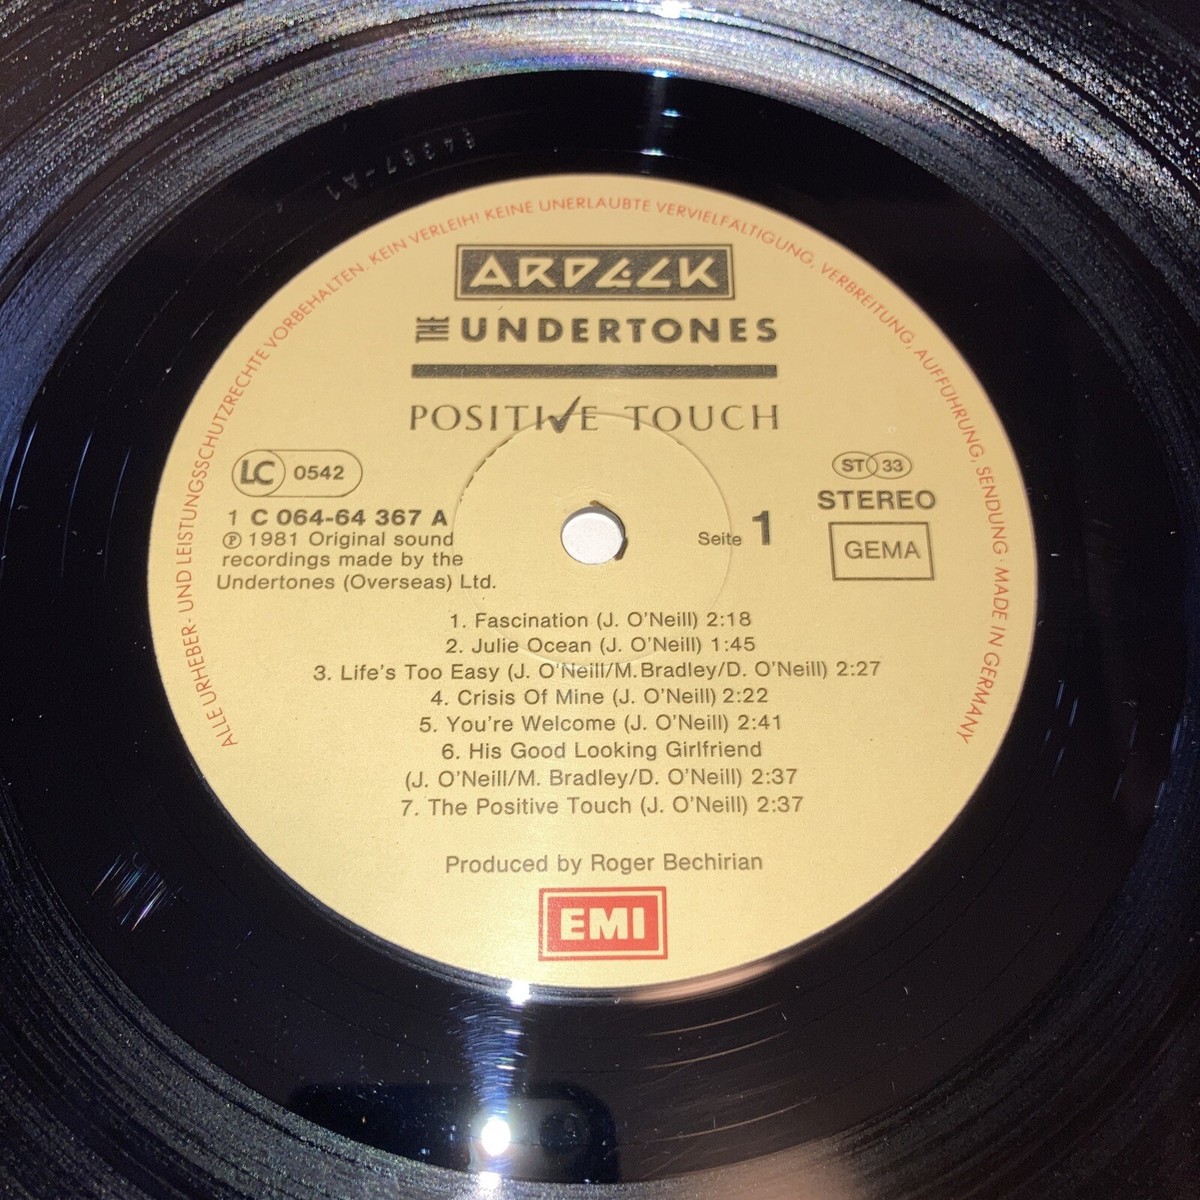 64367-A1
ALLE URHEBER- UND LEISTUNGSSCHUTZRECHTE VORBEHALTEN. KEIN VERLEIH! KEINE UNERLAUBTE VERVIELFÄLTIGUNG, VERBREITUNG, AUFFÜHRUNG, SENDUNG · MADE IN GERMANY
ARDECK
THE UNDERTONES
POSITIVE TOUCH
LC 0542
ST 33
STEREO
GEMA
1 C 064-64 367 A
℗ 1981 Original sound
recordings made by the
Undertones (Overseas) Ltd.
Seite 1
1. Fascination (J. O'Neill) 2:18
2. Julie Ocean (J. O'Neill) 1:45
3. Life's Too Easy (J. O'Neill/M.Bradley/D. O'Neill) 2:27
4. Crisis Of Mine (J. O'Neill) 2:22
5. You're Welcome (J. O'Neill) 2:41
6. His Good Looking Girlfriend
(J. O'Neill/M. Bradley/D. O'Neill) 2:37
7. The Positive Touch (J. O'Neill) 2:37
Produced by Roger Bechirian
EMI